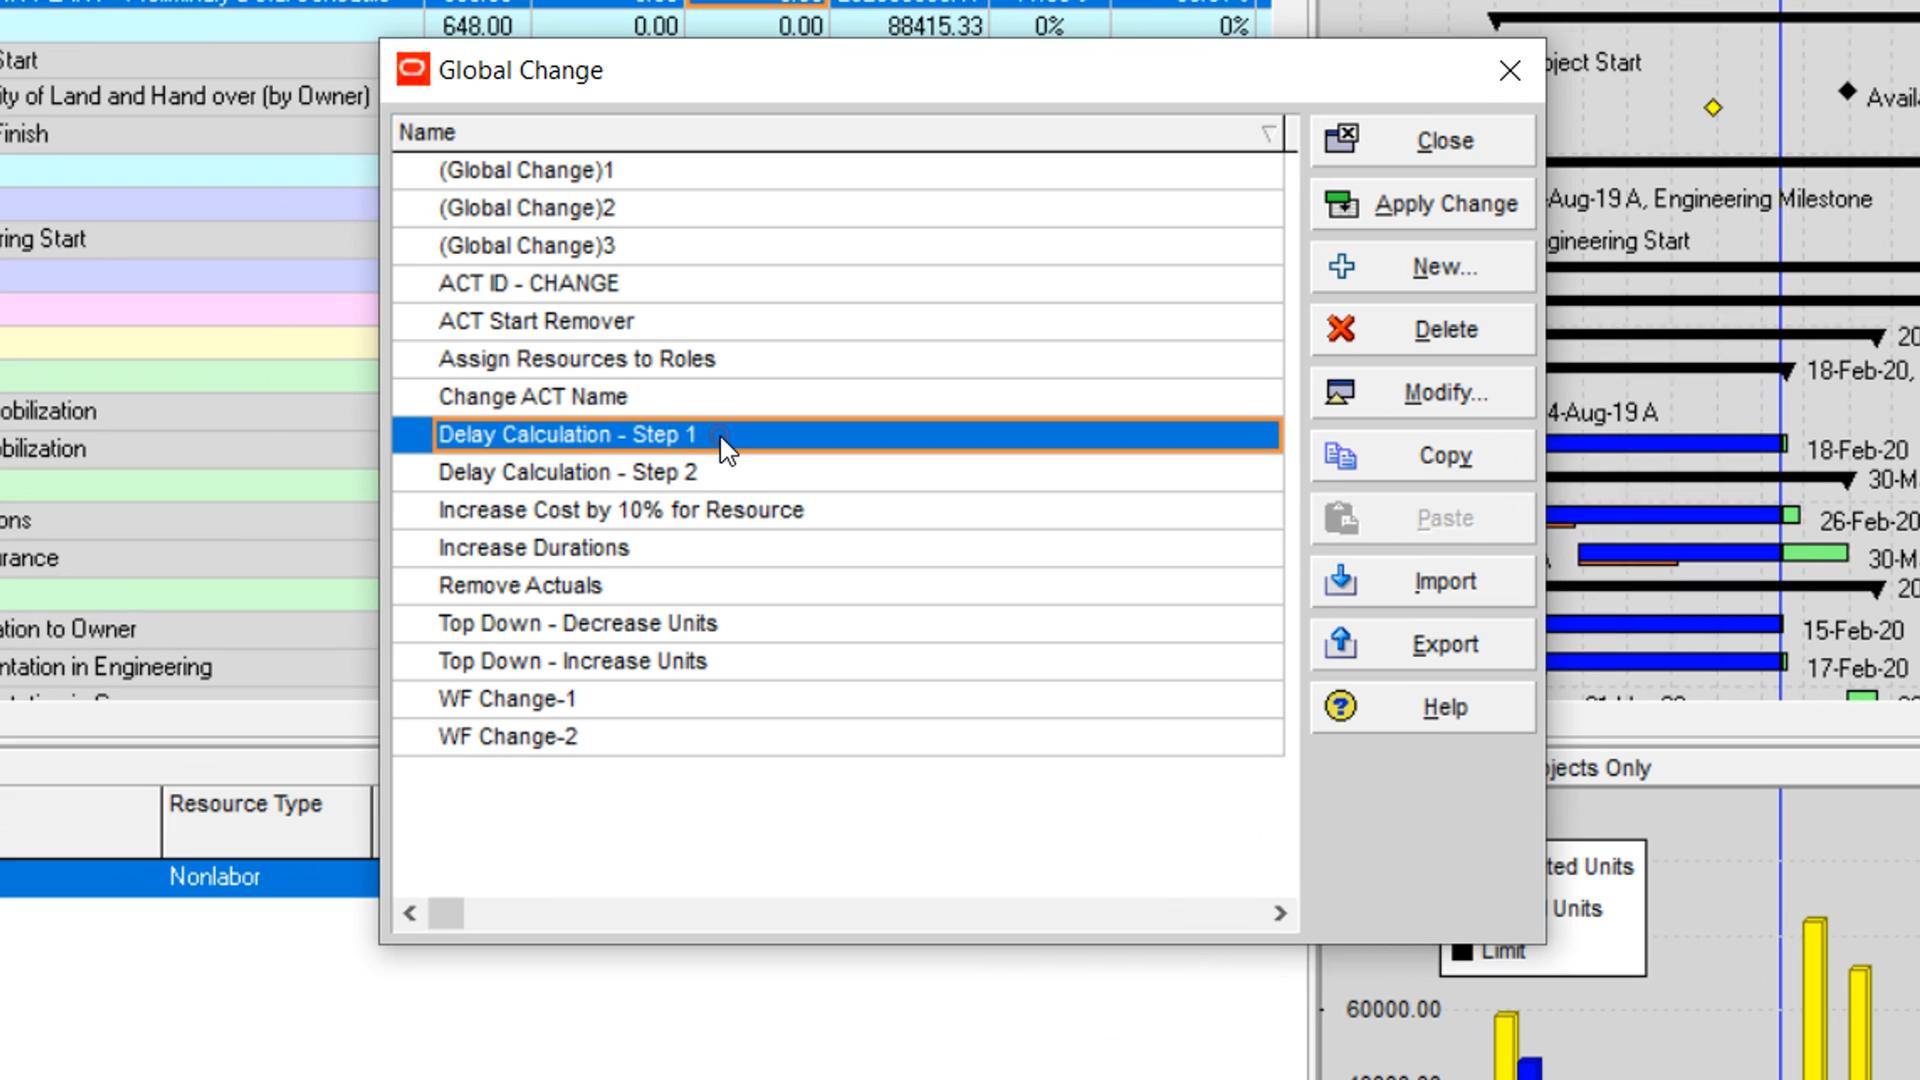 648.00 0.00 0.00 88415.33 0% 0%
Global Change
Start
ity of Land and Hand over (by Owner)
Finish
ring Start
obilization
bilization
ons
urance
ation to Owner
ntation in Engineering
Resource Type
Nonlabor
Name
(Global Change)1
(Global Change)2
(Global Change)3
ACT ID - CHANGE
ACT Start Remover
Assign Resources to Roles
Change ACT Name
Delay Calculation - Step 1
Delay Calculation - Step 2
Increase Cost by 10% for Resource
Increase Durations
Remove Actuals
Top Down - Decrease Units
Top Down - Increase Units
WF Change-1
WF Change-2
Close
Apply Change
New...
Delete
Modify...
Copy
Paste
Import
Export
Help
oject Start
Avail
-Aug-19 A, Engineering Milestone
gineering Start
20
18-Feb-20,
4-Aug-19 A
18-Feb-20
30-M
26-Feb-20
30-M
20
15-Feb-20
17-Feb-20
ojects Only
ted Units
Units
Limit
60000.00